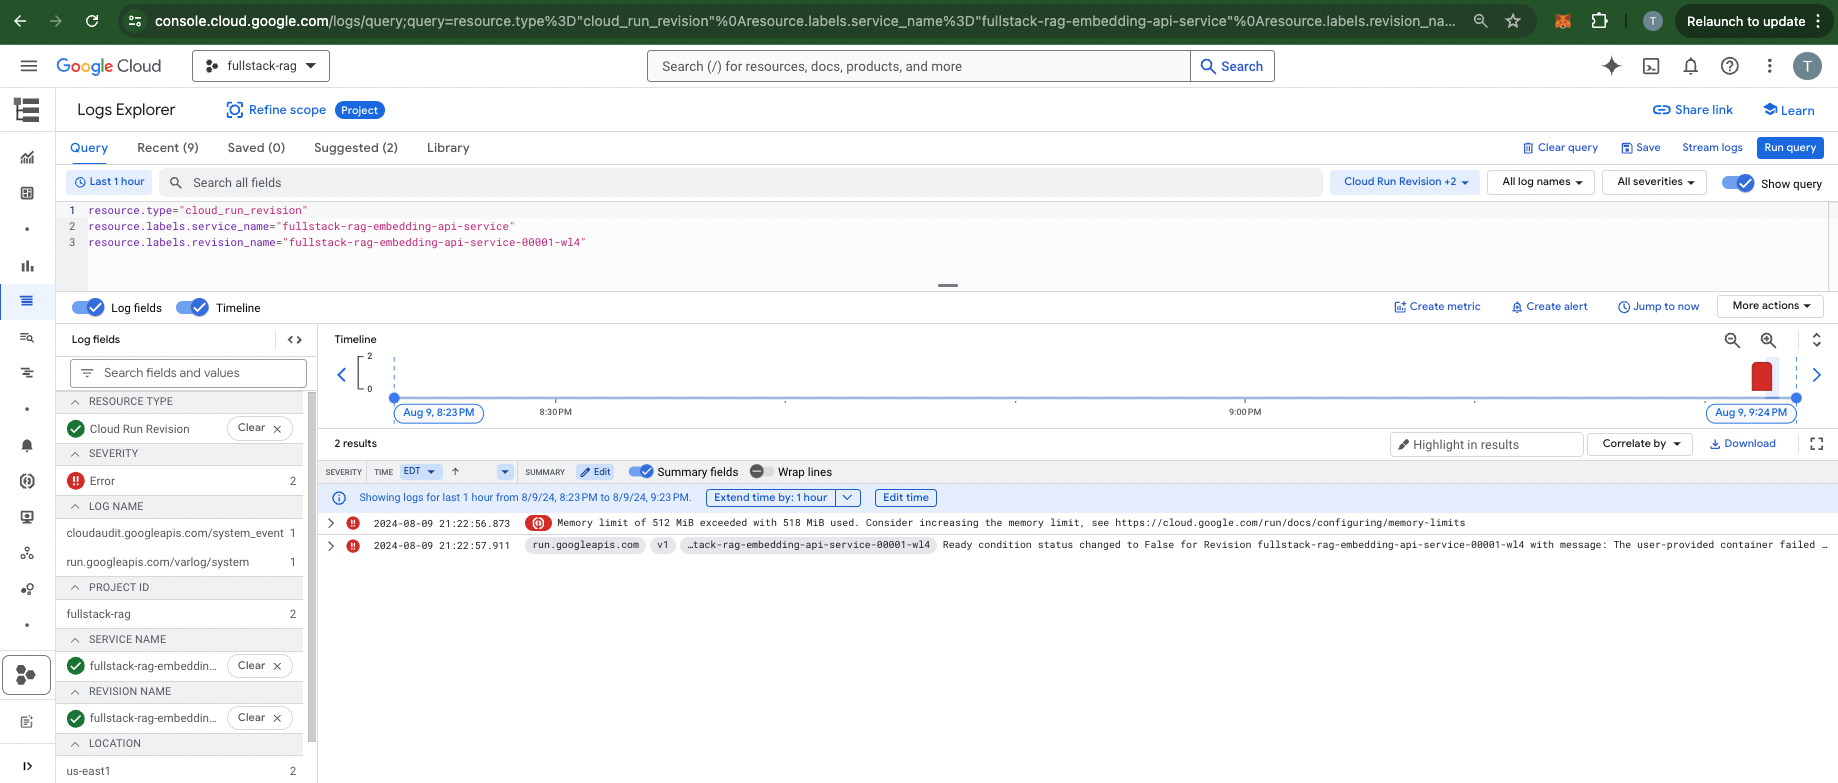 console.cloud.google.com/logs/query;query=resource.type%3D"cloud_run_revision"%0Aresource.labels.service_name%3D"fullstack-rag-embedding-api-service"%0Aresource.labels.revision_na...
T
Relaunch to update
Google Cloud
fullstack-rag
Search (/) for resources, docs, products, and more
Search
T
Logs Explorer
Refine scope
Project
Share link
Learn
Query
Recent (9)
Saved (0)
Suggested (2)
Library
Clear query
Save
Stream logs
Run query
Last 1 hour
Search all fields
Cloud Run Revision +2
All log names
All severities
Show query
1 resource.type="cloud_run_revision"
2 resource.labels.service_name="fullstack-rag-embedding-api-service"
3 resource.labels.revision_name="fullstack-rag-embedding-api-service-00001-wl4"
Log fields
Timeline
Create metric
Create alert
Jump to now
More actions
Log fields
Search fields and values
RESOURCE TYPE
Cloud Run Revision
Clear
SEVERITY
Error 2
LOG NAME
cloudaudit.googleapis.com/system_event 1
run.googleapis.com/varlog/system 1
PROJECT ID
fullstack-rag 2
SERVICE NAME
fullstack-rag-embeddin...
Clear
REVISION NAME
fullstack-rag-embeddin...
Clear
LOCATION
us-east1 2
Timeline
2
0
Aug 9, 8:23 PM
8:30 PM
9:00 PM
Aug 9, 9:24 PM
2 results
Highlight in results
Correlate by
Download
SEVERITY
TIME
EDT
SUMMARY
Edit
Summary fields
Wrap lines
Showing logs for last 1 hour from 8/9/24, 8:23 PM to 8/9/24, 9:23 PM.
Extend time by: 1 hour
Edit time
2024-08-09 21:22:56.873 Memory limit of 512 MiB exceeded with 518 MiB used. Consider increasing the memory limit, see https://cloud.google.com/run/docs/configuring/memory-limits
2024-08-09 21:22:57.911 run.googleapis.com v1 …tack-rag-embedding-api-service-00001-wl4 Ready condition status changed to False for Revision fullstack-rag-embedding-api-service-00001-wl4 with message: The user-provided container failed …